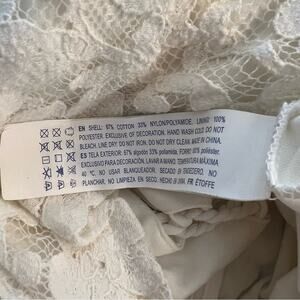 EN SHELL: 67% COTTON 33% NYLON/POLYAMIDE, LINING: 100%
POLYESTER. EXCLUSIVE OF DECORATION. HAND WASH COLD. DO NOT
BLEACH. LINE DRY. DO NOT IRON. DO NOT DRY CLEAN. MADE IN CHINA.
ES TELA EXTERIOR: 67% algodón 33% poliamida, FORRO: 100% poliéster.
EXCLUSIVO PARA DECORACIÓN. LAVAR A MANO TEMPERATURA MÁXIMA
40 ºC. NO USAR BLANQUEADOR. SECADO EN TENDEDERO. NO
PLANCHAR. NO LIMPIEZA EN SECO. HECHO EN CHINA. FR ÉTOFFE